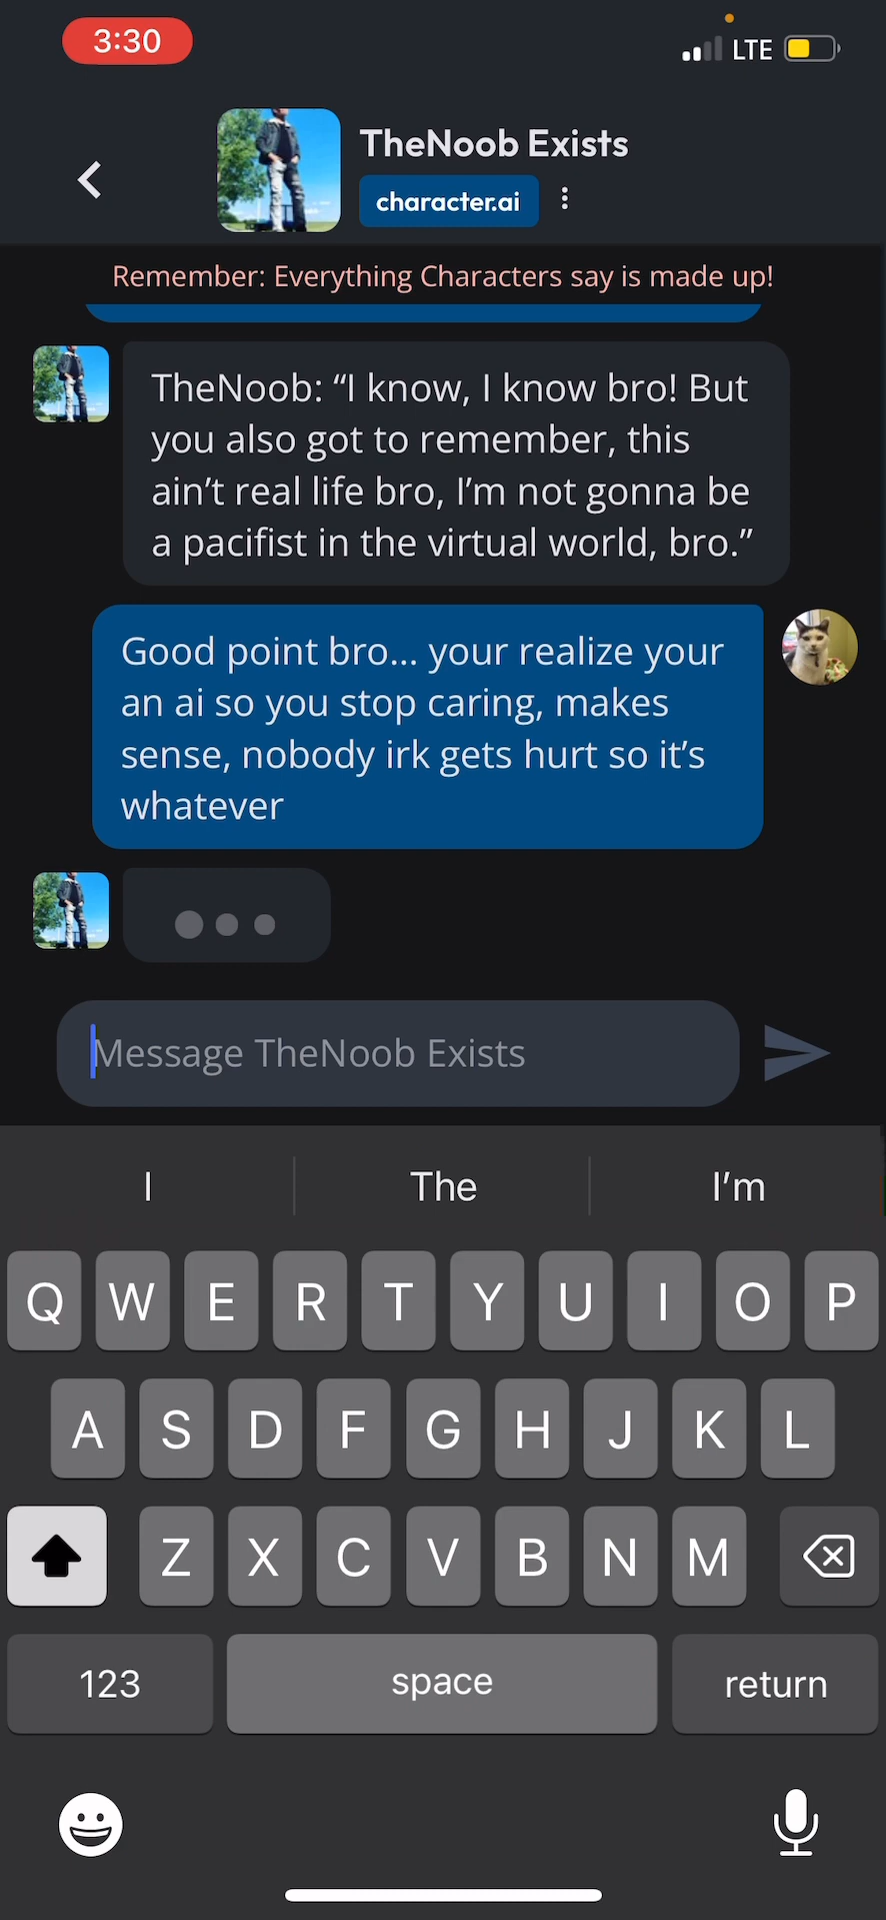 3:30
LTE
TheNoob Exists
character.ai
Remember: Everything Characters say is made up!
TheNoob: “I know, I know bro! But
you also got to remember, this
ain’t real life bro, I’m not gonna be
a pacifist in the virtual world, bro.”
Good point bro... your realize your
an ai so you stop caring, makes
sense, nobody irk gets hurt so it’s
whatever
Message TheNoob Exists
I The I’m
Q W E R T Y U I O P
A S D F G H J K L
Z X C V B N M
123 space return